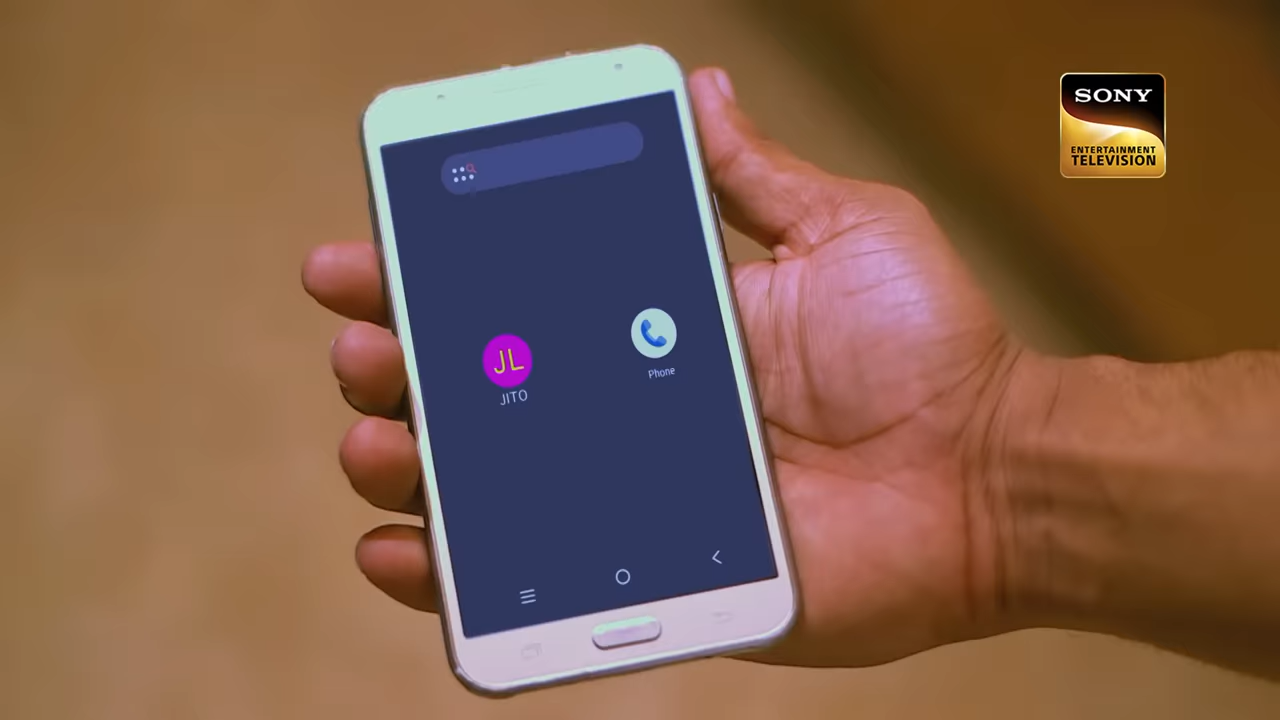 SONY
ENTERTAINMENT
TELEVISION
JL
JITO
Phone